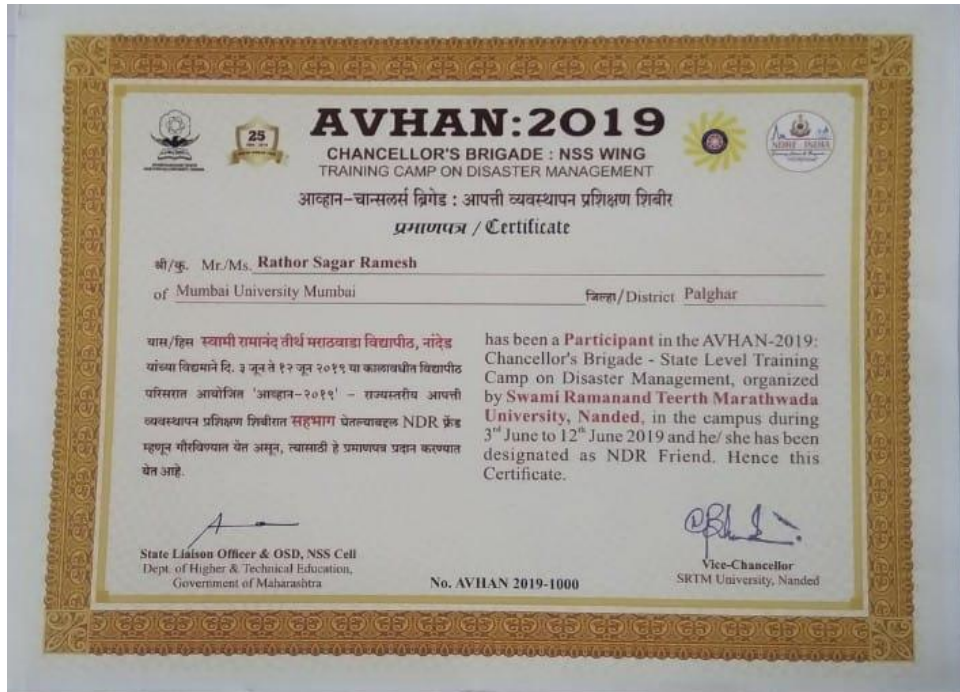 25
NDRF INDIA
AVHAN:2019
CHANCELLOR'S BRIGADE : NSS WING
TRAINING CAMP ON DISASTER MANAGEMENT
आव्हान-चान्सलर्स ब्रिगेड : आपत्ती व्यवस्थापन प्रशिक्षण शिबीर
प्रमाणपत्र / Certificate
श्री/कु. Mr./Ms. Rathor Sagar Ramesh
of Mumbai University Mumbai जिल्हा/District Palghar
यास/हिस स्वामी रामानंद तीर्थ मराठवाडा विद्यापीठ, नांदेड
यांच्या विद्यमाने दि. ३ जून ते १२ जून २०१९ या कालावधीत विद्यापीठ
परिसरात आयोजित 'आव्हान-२०१९' - राज्यस्तरीय आपत्ती
व्यवस्थापन प्रशिक्षण शिबीरात सहभाग घेतल्याबद्दल NDR फ्रेंड
म्हणून गौरविण्यात येत असून, त्यासाठी हे प्रमाणपत्र प्रदान करण्यात
येत आहे.
has been a Participant in the AVHAN-2019:
Chancellor's Brigade - State Level Training
Camp on Disaster Management, organized
by Swami Ramanand Teerth Marathwada
University, Nanded, in the campus during
3rd June to 12th June 2019 and he/ she has been
designated as NDR Friend. Hence this
Certificate.
State Liaison Officer & OSD, NSS Cell
Dept. of Higher & Technical Education,
Government of Maharashtra
No. AVHAN 2019-1000
Vice-Chancellor
SRTM University, Nanded